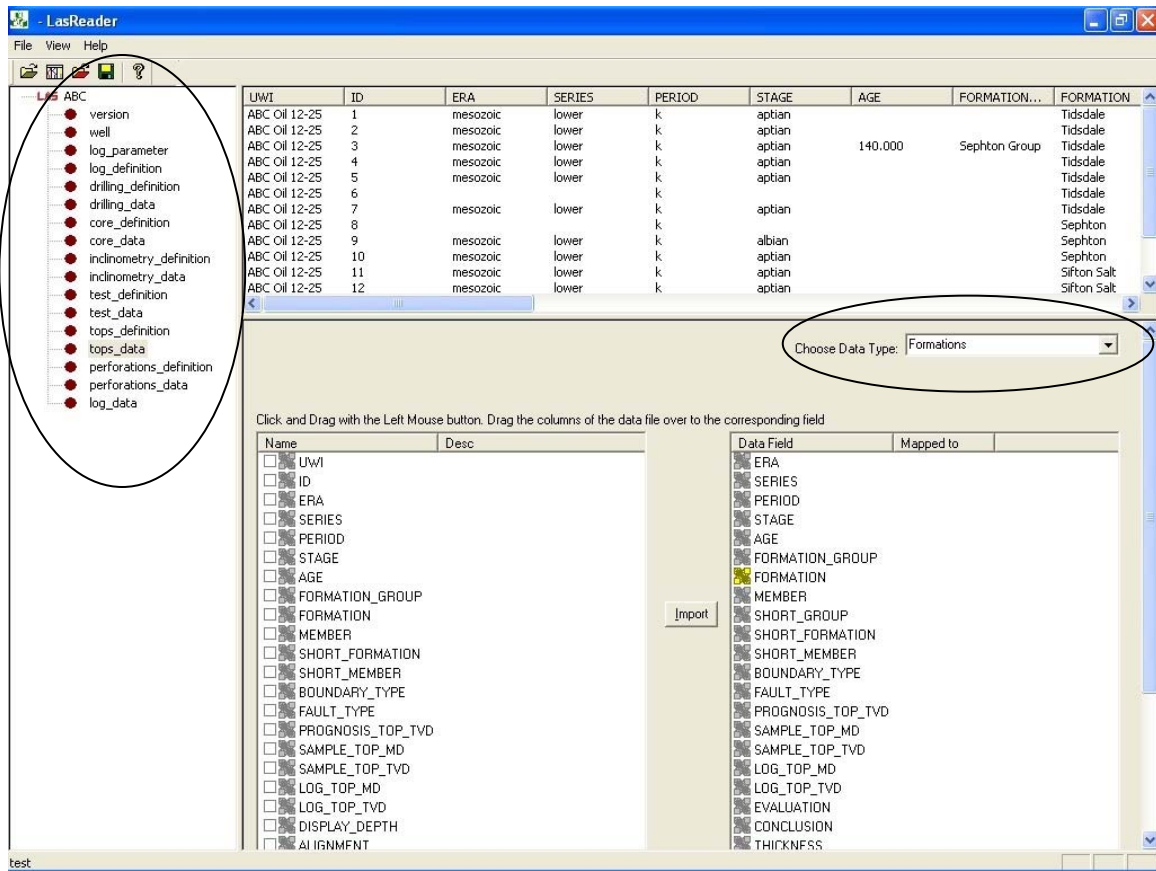 - LasReader
File View Help
LAS ABC
version
well
log_parameter
log_definition
drilling_definition
drilling_data
core_definition
core_data
inclinometry_definition
inclinometry_data
test_definition
test_data
tops_definition
tops_data
perforations_definition
perforations_data
log_data
UWI ID ERA SERIES PERIOD STAGE AGE FORMATION... FORMATION
ABC Oil 12-25 1 mesozoic lower k aptian Tidsdale
ABC Oil 12-25 2 mesozoic lower k aptian Tidsdale
ABC Oil 12-25 3 mesozoic lower k aptian 140.000 Sephton Group Tidsdale
ABC Oil 12-25 4 mesozoic lower k aptian Tidsdale
ABC Oil 12-25 5 mesozoic lower k aptian Tidsdale
ABC Oil 12-25 6 k Tidsdale
ABC Oil 12-25 7 mesozoic lower k aptian Tidsdale
ABC Oil 12-25 8 k Sephton
ABC Oil 12-25 9 mesozoic lower k albian Sephton
ABC Oil 12-25 10 mesozoic lower k aptian Sephton
ABC Oil 12-25 11 mesozoic lower k aptian Sifton Salt
ABC Oil 12-25 12 mesozoic lower k aptian Sifton Salt
Choose Data Type: Formations
Click and Drag with the Left Mouse button. Drag the columns of the data file over to the corresponding field
Name Desc
UWI
ID
ERA
SERIES
PERIOD
STAGE
AGE
FORMATION_GROUP
FORMATION
MEMBER
SHORT_FORMATION
SHORT_MEMBER
BOUNDARY_TYPE
FAULT_TYPE
PROGNOSIS_TOP_TVD
SAMPLE_TOP_MD
SAMPLE_TOP_TVD
LOG_TOP_MD
LOG_TOP_TVD
DISPLAY_DEPTH
ALIGNMENT
Import
Data Field Mapped to
ERA
SERIES
PERIOD
STAGE
AGE
FORMATION_GROUP
FORMATION
MEMBER
SHORT_GROUP
SHORT_FORMATION
SHORT_MEMBER
BOUNDARY_TYPE
FAULT_TYPE
PROGNOSIS_TOP_TVD
SAMPLE_TOP_MD
SAMPLE_TOP_TVD
LOG_TOP_MD
LOG_TOP_TVD
EVALUATION
CONCLUSION
THICKNESS
test